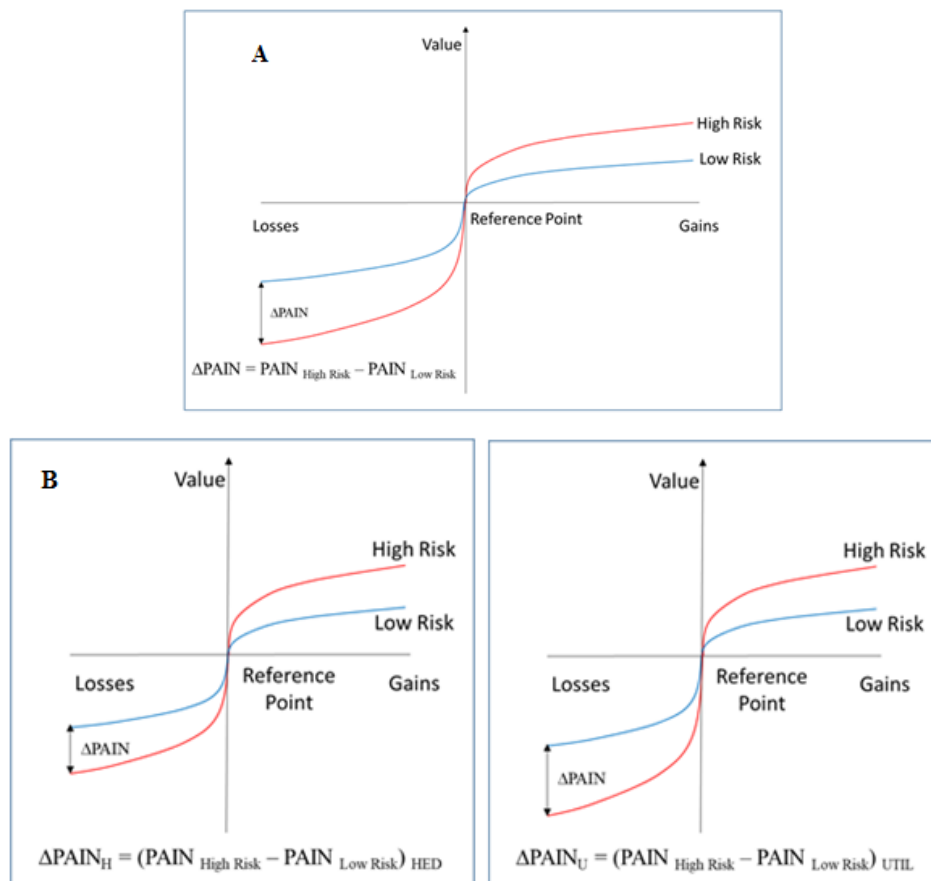 A
Value
High Risk
Low Risk
Reference Point
Losses
Gains
ΔPAIN
ΔPAIN = PAIN High Risk – PAIN Low Risk
B
Value
High Risk
Low Risk
Losses
Reference
Point
Gains
ΔPAIN
ΔPAINH = (PAIN High Risk – PAIN Low Risk) HED
Value
High Risk
Low Risk
Losses
Reference
Point
Gains
ΔPAIN
ΔPAINU = (PAIN High Risk – PAIN Low Risk) UTIL